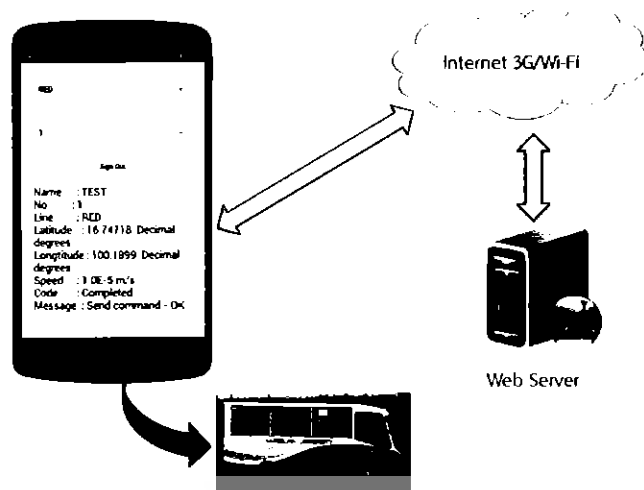 Internet 3G/Wi-Fi
RED
1
Sign Out
Name : TEST
No : 1
Line : RED
Latitude : 16.74718 Decimal
degrees
Longtitude : 100.1899 Decimal
degrees
Speed : 1.0E-5 m/s
Code : Completed
Message : Send command - OK
Web Server